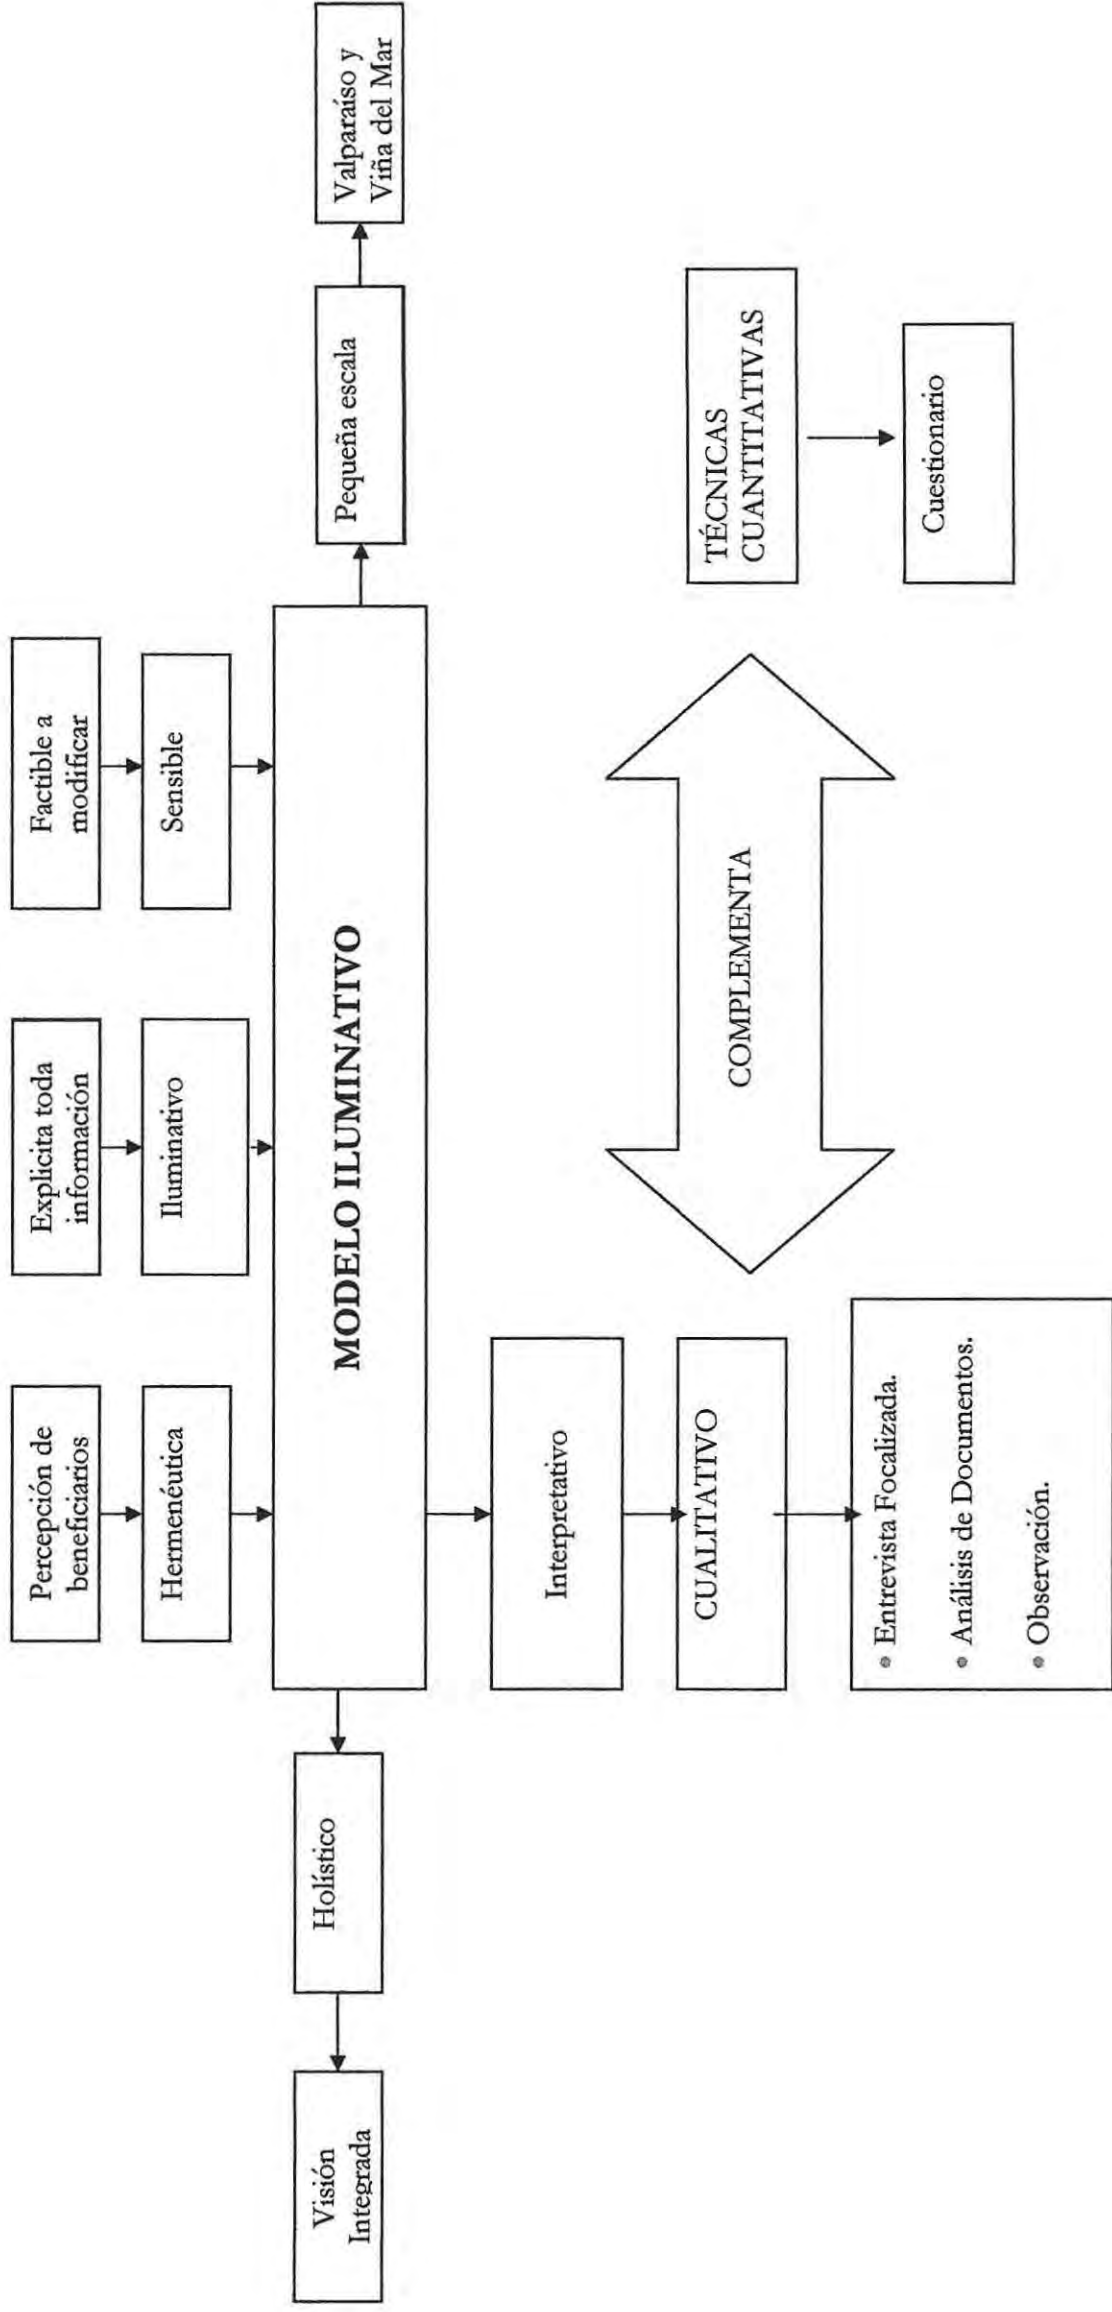 Percepción de
beneficiarios
Explicita toda
información
Factible a
modificar
Hermenéutica
Iluminativo
Sensible
Visión
Integrada
Holístico
MODELO ILUMINATIVO
Pequeña escala
Valparaíso y
Viña del Mar
Interpretativo
CUALITATIVO
COMPLEMENTA
TÉCNICAS
CUANTITATIVAS
• Entrevista Focalizada.
• Análisis de Documentos.
• Observación.
Cuestionario